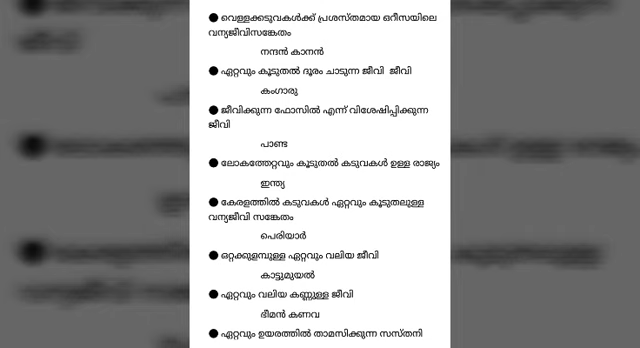 ● വെള്ളക്കടുവകൾക്ക് പ്രശസ്തമായ ഒറീസയിലെ
വന്യജീവിസങ്കേതം
നന്ദൻ കാനൻ
● ഏറ്റവും കൂടുതൽ ദൂരം ചാടുന്ന ജീവി ജീവി
കംഗാരു
● ജീവിക്കുന്ന ഫോസിൽ എന്ന് വിശേഷിപ്പിക്കുന്ന
ജീവി
പാണ്ട
● ലോകത്തേറ്റവും കൂടുതൽ കടുവകൾ ഉള്ള രാജ്യം
ഇന്ത്യ
● കേരളത്തിൽ കടുവകൾ ഏറ്റവും കൂടുതലുള്ള
വന്യജീവി സങ്കേതം
പെരിയാർ
● ഒറ്റക്കുളമ്പുള്ള ഏറ്റവും വലിയ ജീവി
കാട്ടുമുയൽ
● ഏറ്റവും വലിയ കണ്ണുള്ള ജീവി
ഭീമൻ കണവ
● ഏറ്റവും ഉയരത്തിൽ താമസിക്കുന്ന സസ്തനി